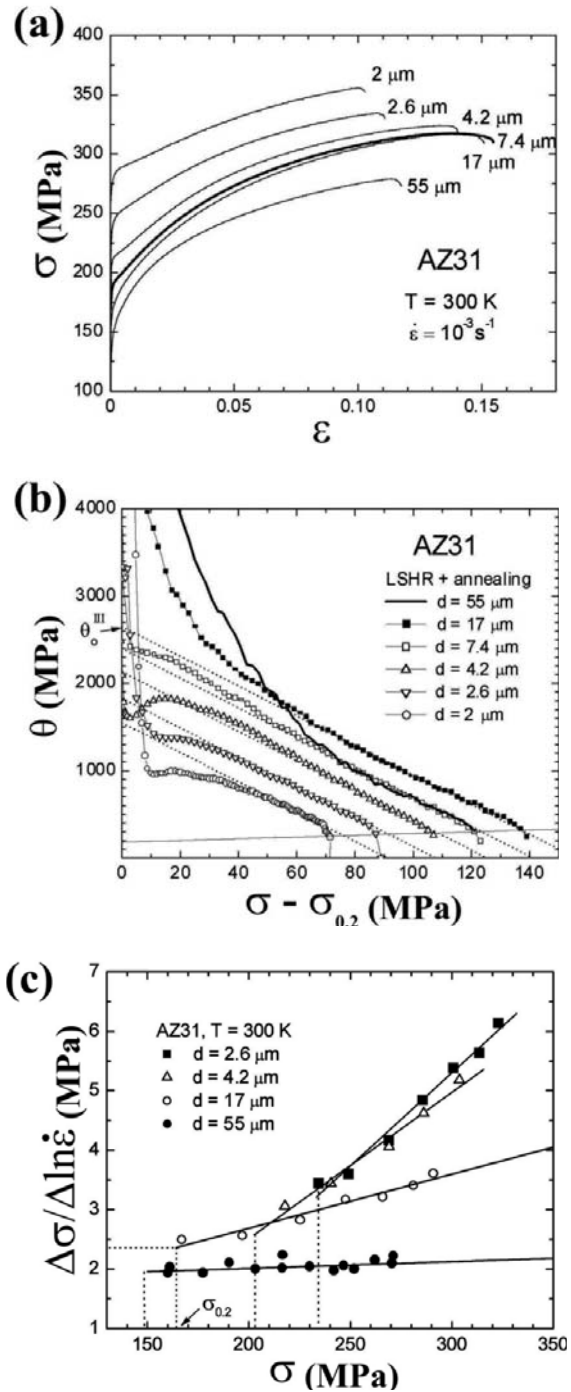 (a)
400
350
300
250
200
150
100
σ (MPa)
2 μm
2.6 μm
4.2 μm
7.4 μm
17 μm
55 μm
AZ31
T = 300 K
ε̇ = 10⁻³s⁻¹
0
0.05
0.10
0.15
ε
(b)
4000
3000
2000
1000
θ (MPa)
θ₀ᴵᴵᴵ
AZ31
LSHR + annealing
d = 55 μm
d = 17 μm
d = 7.4 μm
d = 4.2 μm
d = 2.6 μm
d = 2 μm
0 20 40 60 80 100 120 140
σ - σ₀.₂ (MPa)
(c)
7
6
5
4
3
2
1
Δσ/Δlnε̇ (MPa)
AZ31, T = 300 K
d = 2.6 μm
d = 4.2 μm
d = 17 μm
d = 55 μm
σ₀.₂
150 200 250 300 350
σ (MPa)